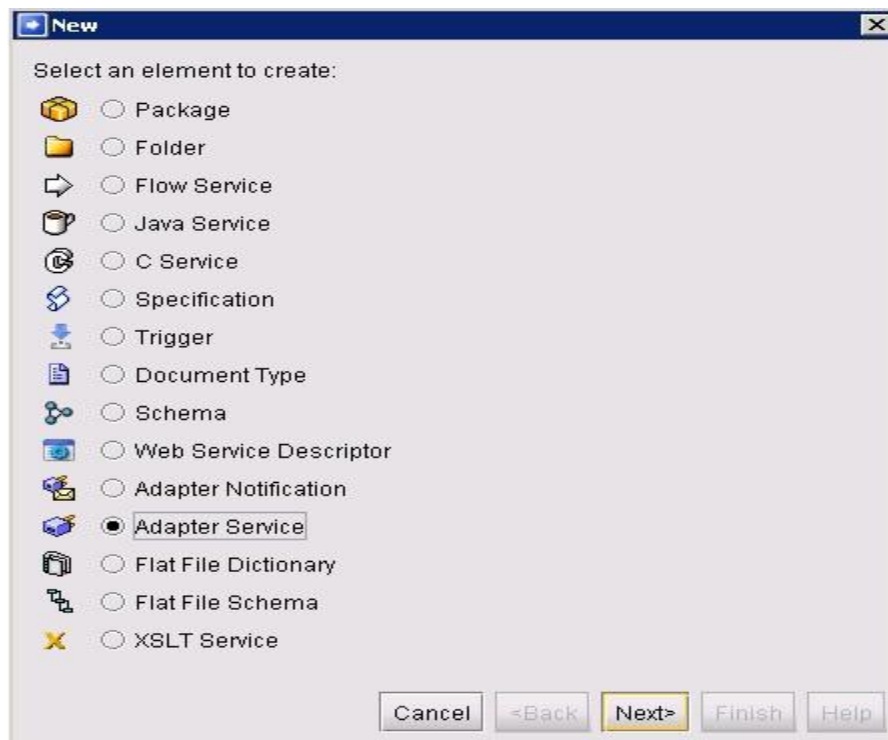 New
Select an element to create:
Package
Folder
Flow Service
Java Service
C Service
Specification
Trigger
Document Type
Schema
Web Service Descriptor
Adapter Notification
Adapter Service
Flat File Dictionary
Flat File Schema
XSLT Service
Cancel <Back Next> Finish Help